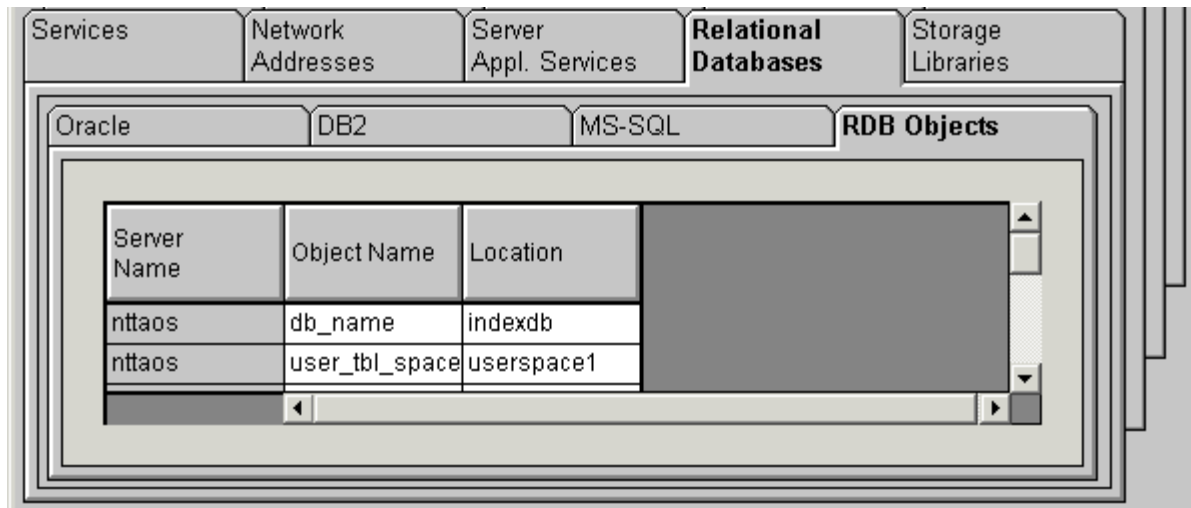 Services
Network
Addresses
Server
Appl. Services
Relational
Databases
Storage
Libraries
Oracle
DB2
MS-SQL
RDB Objects
Server
Name
Object Name
Location
nttaos
db_name
indexdb
nttaos
user_tbl_space
userspace1